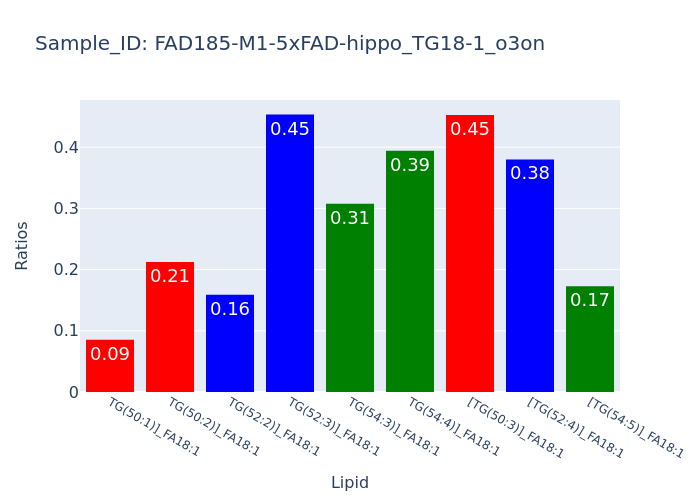 Sample_ID: FAD185-M1-5xFAD-hippo_TG18-1_o3on
0.4
0.3
0.2
0.1
0
Ratios
0.09
0.21
0.16
0.45
0.31
0.39
0.45
0.38
0.17
TG(50:1)]_FA18:1
TG(50:2)]_FA18:1
TG(52:2)]_FA18:1
TG(52:3)]_FA18:1
TG(54:3)]_FA18:1
TG(54:4)]_FA18:1
[TG(50:3)]_FA18:1
[TG(52:4)]_FA18:1
[TG(54:5)]_FA18:1
Lipid